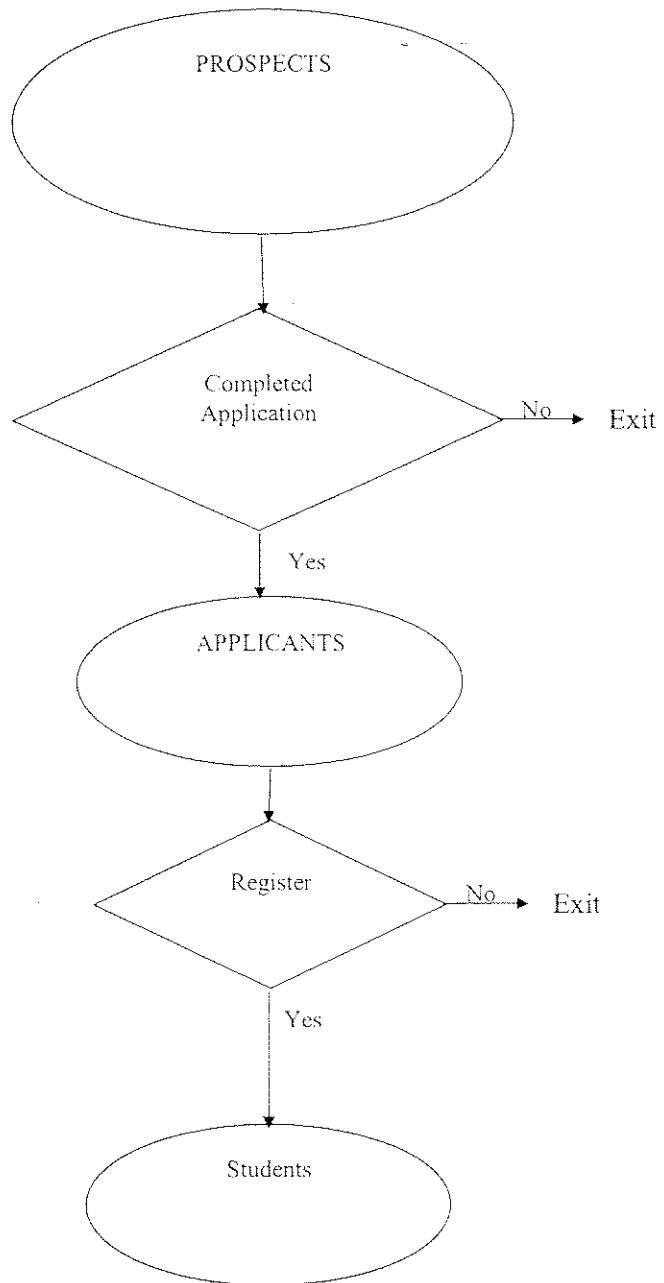 PROSPECTS
Completed
Application
No
Exit
Yes
APPLICANTS
Register
No
Exit
Yes
Students